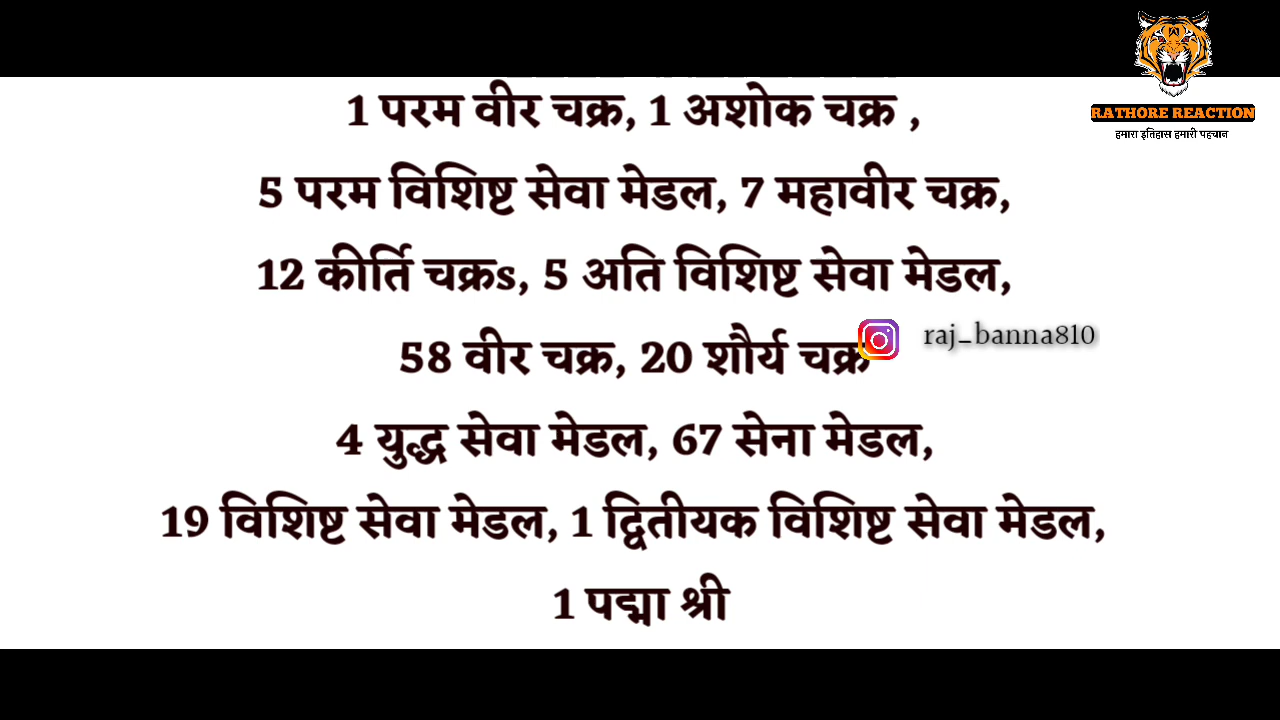 RATHORE REACTION
हमारा इतिहास हमारी पहचान
1 परम वीर चक्र, 1 अशोक चक्र ,
5 परम विशिष्ट सेवा मेडल, 7 महावीर चक्र,
12 कीर्ति चक्रs, 5 अति विशिष्ट सेवा मेडल,
raj_banna810
58 वीर चक्र, 20 शौर्य चक्र
4 युद्ध सेवा मेडल, 67 सेना मेडल,
19 विशिष्ट सेवा मेडल, 1 द्वितीयक विशिष्ट सेवा मेडल,
1 पद्मा श्री